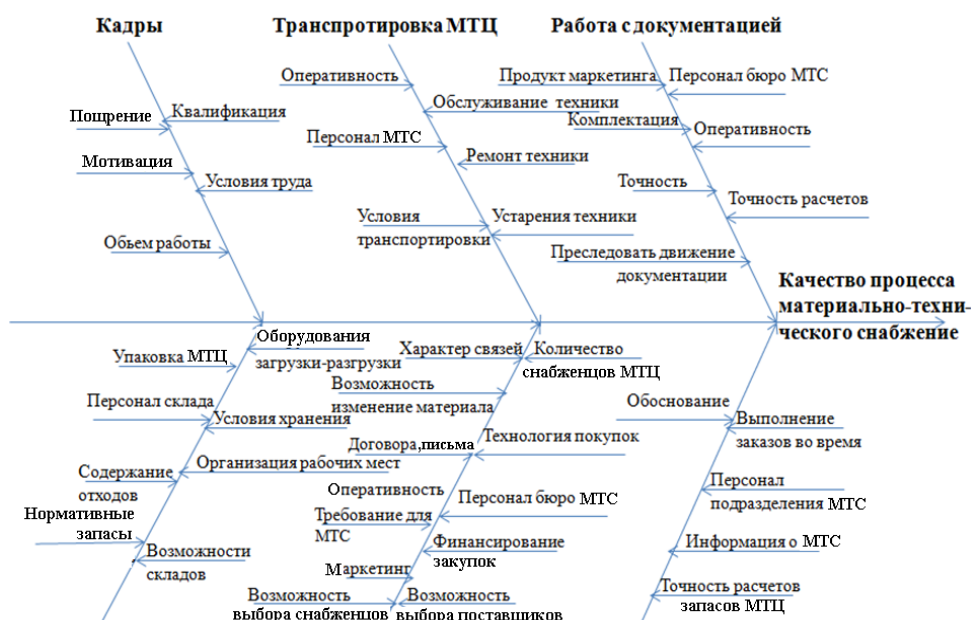 Кадры
Транспротировка МТЦ
Работа с документацией
Оперативность
Продукт маркетинга
Персонал бюро МТС
Пощрение
Квалификация
Обслуживание техники
Комплектация
Оперативность
Персонал МТС
Мотивация
Ремонт техники
Условия труда
Точность
Точность расчетов
Условия
транспортировки
Устарения техники
Обьем работы
Преследовать движение
документации
Качество процесса
материально-техни-
ческого снабжение
Оборудования
загрузки-разгрузки
Упаковка МТЦ
Характер связей
Количество
снабженцов МТЦ
Возможность
изменение материала
Персонал склада
Условия хранения
Обоснование
Выполнение
заказов во время
Договора,письма
Технология покупок
Содержание
отходов
Организация рабочих мест
Оперативность
Персонал бюро МТС
Персонал
подразделения МТС
Нормативные
запасы
Требование для
МТС
Возможности
складов
Финансирование
закупок
Информация о МТС
Маркетинг
Возможность
выбора снабженцов
Возможность
выбора поставщиков
Точность расчетов
запасов МТЦ